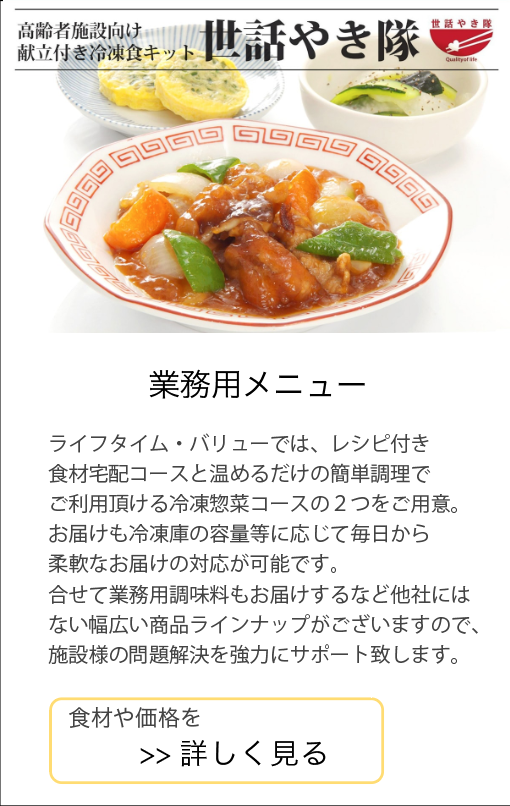 高齢者施設向け
献立付き冷凍食キット
世話やき隊
世話やき隊
Quality of life
業務用メニュー
ライフタイム・バリューでは、レシピ付き
食材宅配コースと温めるだけの簡単調理で
ご利用頂ける冷凍惣菜コースの２つをご用意。
お届けも冷凍庫の容量等に応じて毎日から
柔軟なお届けの対応が可能です。
合せて業務用調味料もお届けするなど他社には
ない幅広い商品ラインナップがございますので、
施設様の問題解決を強力にサポート致します。
食材や価格を
>> 詳しく見る